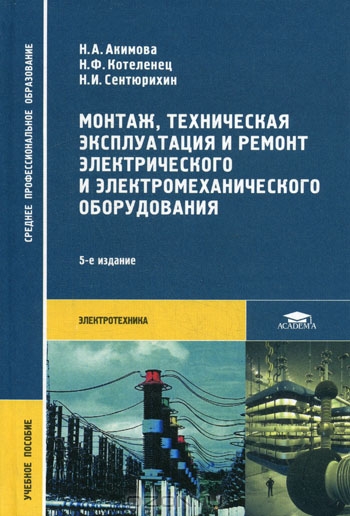 Н.А. Акимова
Н.Ф. Котеленец
Н.И. Сентюрихин
МОНТАЖ, ТЕХНИЧЕСКАЯ
ЭКСПЛУАТАЦИЯ И РЕМОНТ
ЭЛЕКТРИЧЕСКОГО
И ЭЛЕКТРОМЕХАНИЧЕСКОГО
ОБОРУДОВАНИЯ
5-е издание
ЭЛЕКТРОТЕХНИКА
ACADEMA
СРЕДНЕЕ ПРОФЕССИОНАЛЬНОЕ ОБРАЗОВАНИЕ
УЧЕБНОЕ ПОСОБИЕ